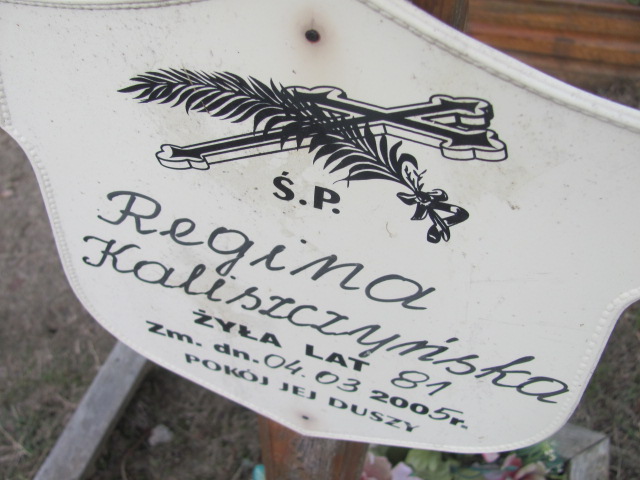 Ś.P.
Regina
Kaliszczyńska
ŻYŁA LAT 81
Zm. dn. 04.03 2005r.
POKÓJ JEJ DUSZY